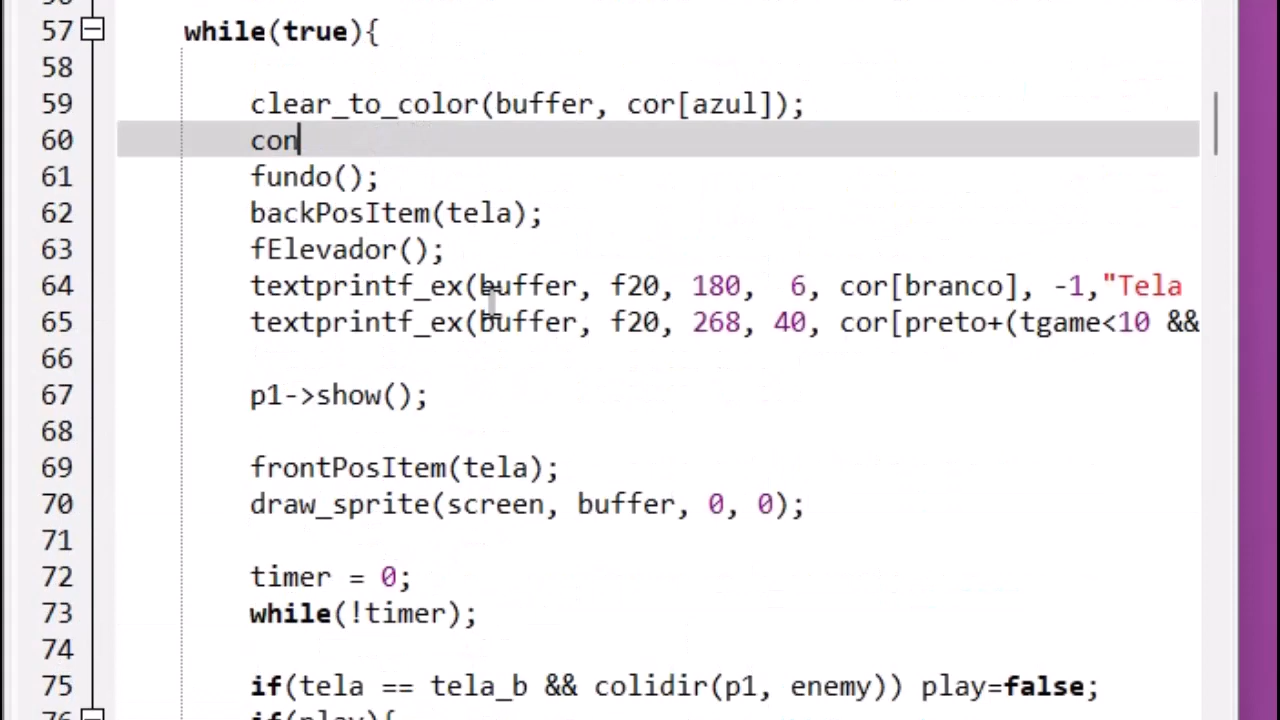 57 while(true){
58
59 clear_to_color(buffer, cor[azul]);
60 con
61 fundo();
62 backPosItem(tela);
63 fElevador();
64 textprintf_ex(buffer, f20, 180,  6, cor[branco], -1,"Tela
65 textprintf_ex(buffer, f20, 268, 40, cor[preto+(tgame<10 &&
66
67 p1->show();
68
69 frontPosItem(tela);
70 draw_sprite(screen, buffer, 0, 0);
71
72 timer = 0;
73 while(!timer);
74
75 if(tela == tela_b && colidir(p1, enemy)) play=false;
76 if(play){